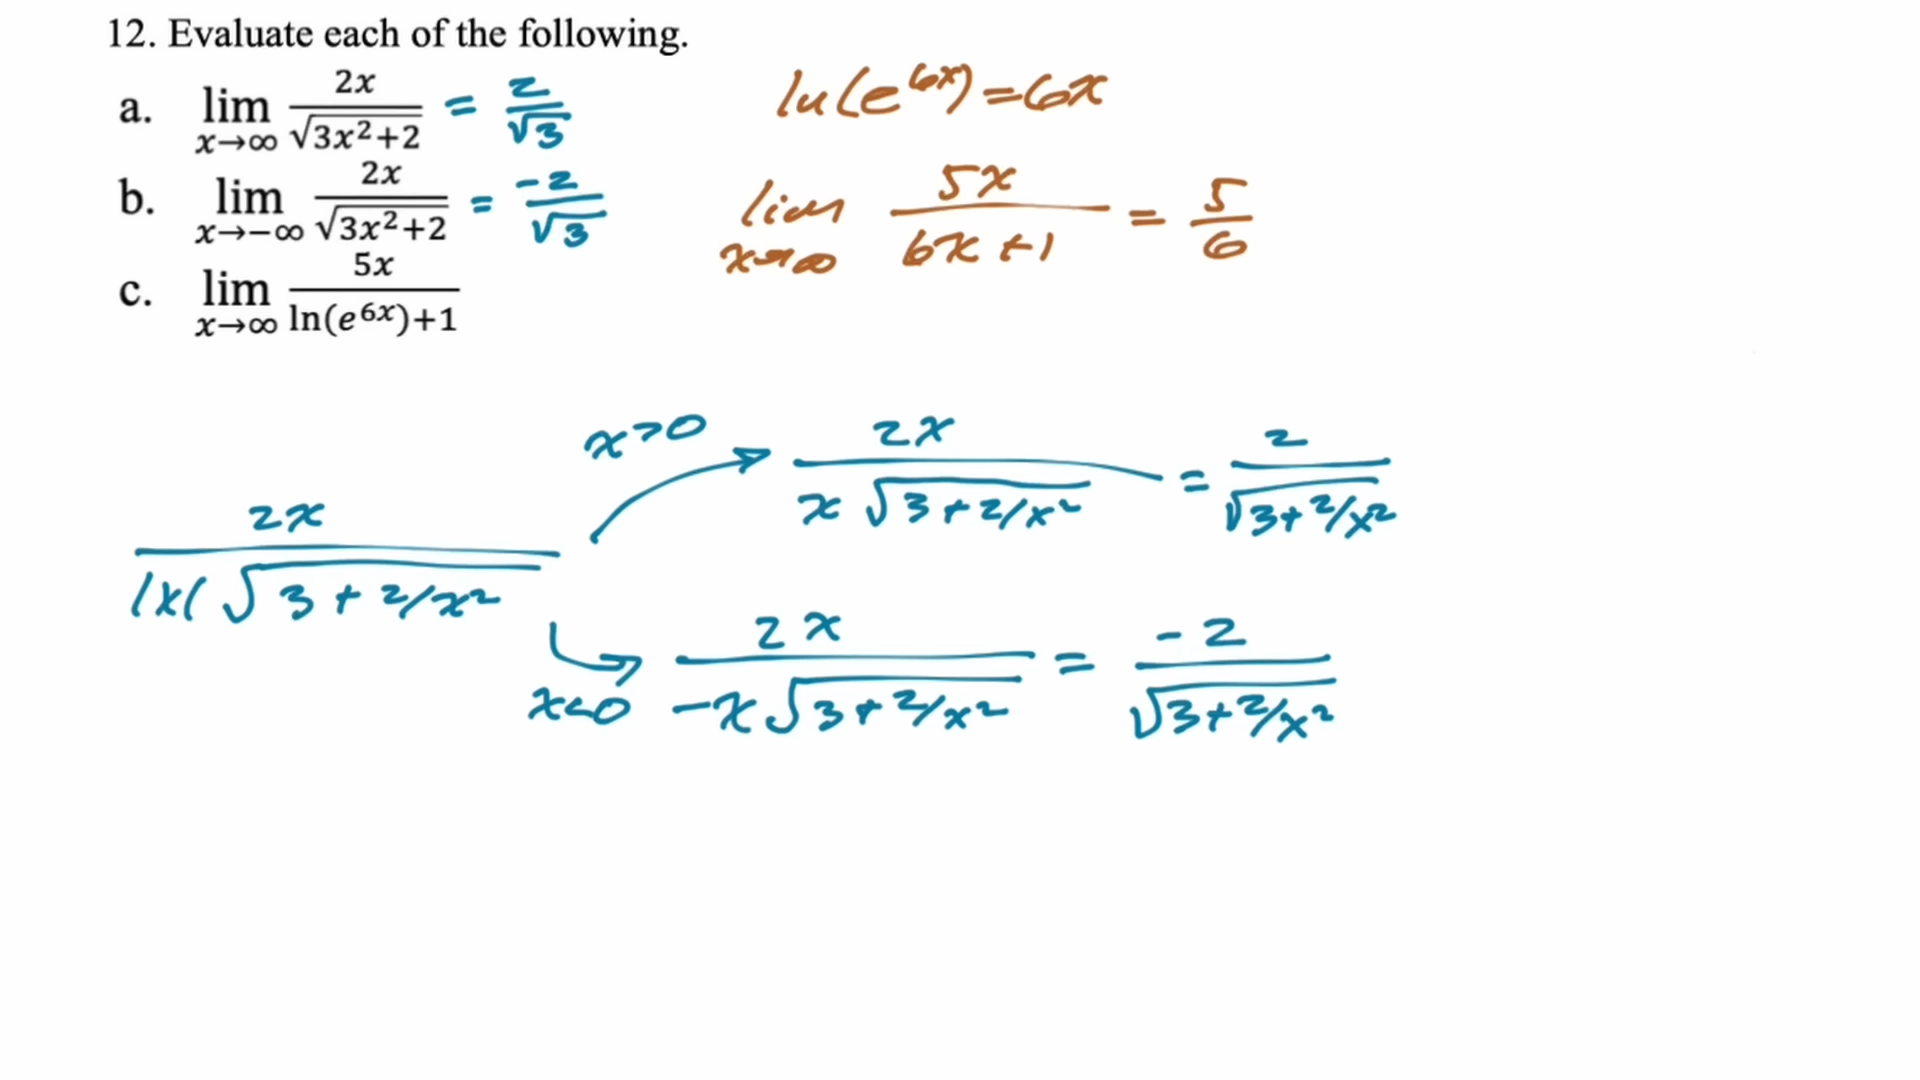 12. Evaluate each of the following.
a. lim x→∞ 2x / √(3x²+2) = 2/√3
b. lim x→−∞ 2x / √(3x²+2) = -2/√3
c. lim x→∞ 5x / ln(e^6x)+1
ln(e^6x) = 6x
lim x→∞ 5x / 6x+1 = 5/6
2x / |x| √(3 + 2/x²)
x>0
2x / x √(3 + 2/x²) = 2 / √(3 + 2/x²)
x<0
2x / -x √(3 + 2/x²) = -2 / √(3 + 2/x²)